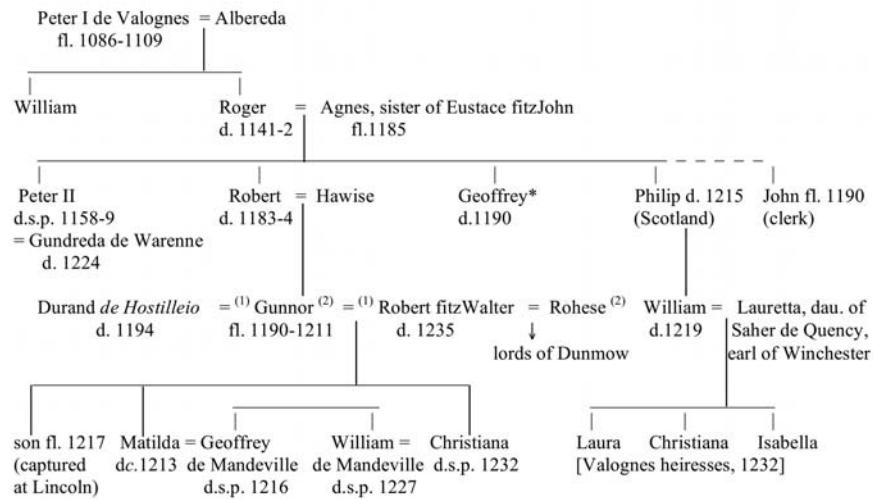 Peter I de Valognes = Albereda
fl. 1086-1109
William Roger = Agnes, sister of Eustace fitzJohn
d. 1141-2 fl.1185
Peter II Robert = Hawise Geoffrey* Philip d. 1215 John fl. 1190
d.s.p. 1158-9 d. 1183-4 d.1190 (Scotland) (clerk)
= Gundreda de Warenne
d. 1224
Durand de Hostilleio = (1) Gunnor (2) = (1) Robert fitzWalter = Rohese (2) William = Lauretta, dau. of
d. 1194 fl. 1190-1211 d. 1235 ↓ d.1219 Saher de Quency,
lords of Dunmow earl of Winchester
son fl. 1217 Matilda = Geoffrey William = Christiana Laura Christiana Isabella
(captured dc.1213 de Mandeville de Mandeville d.s.p. 1232 [Valognes heiresses, 1232]
at Lincoln) d.s.p. 1216 d.s.p. 1227